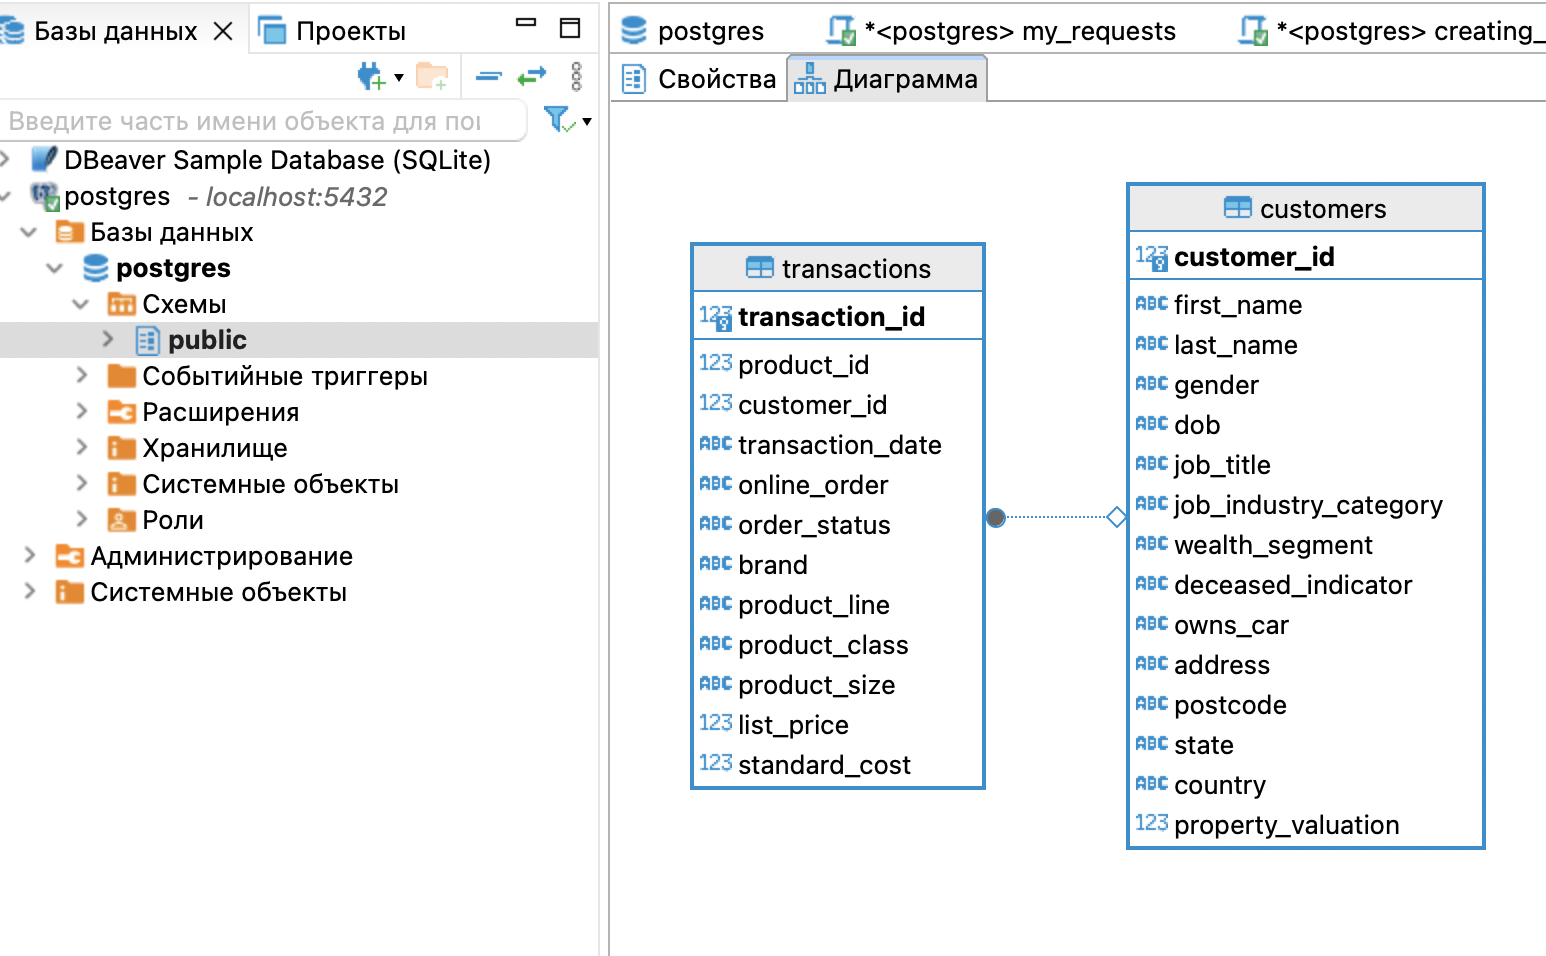 Базы данных
Проекты
Введите часть имени объекта для пои
DBeaver Sample Database (SQLite)
postgres - localhost:5432
Базы данных
postgres
Схемы
public
Событийные триггеры
Расширения
Хранилище
Системные объекты
Роли
Администрирование
Системные объекты
postgres
*<postgres> my_requests
*<postgres> creating_
Свойства
Диаграмма
transactions
123 transaction_id
123 product_id
123 customer_id
ABC transaction_date
ABC online_order
ABC order_status
ABC brand
ABC product_line
ABC product_class
ABC product_size
123 list_price
123 standard_cost
customers
123 customer_id
ABC first_name
ABC last_name
ABC gender
ABC dob
ABC job_title
ABC job_industry_category
ABC wealth_segment
ABC deceased_indicator
ABC owns_car
ABC address
ABC postcode
ABC state
ABC country
123 property_valuation